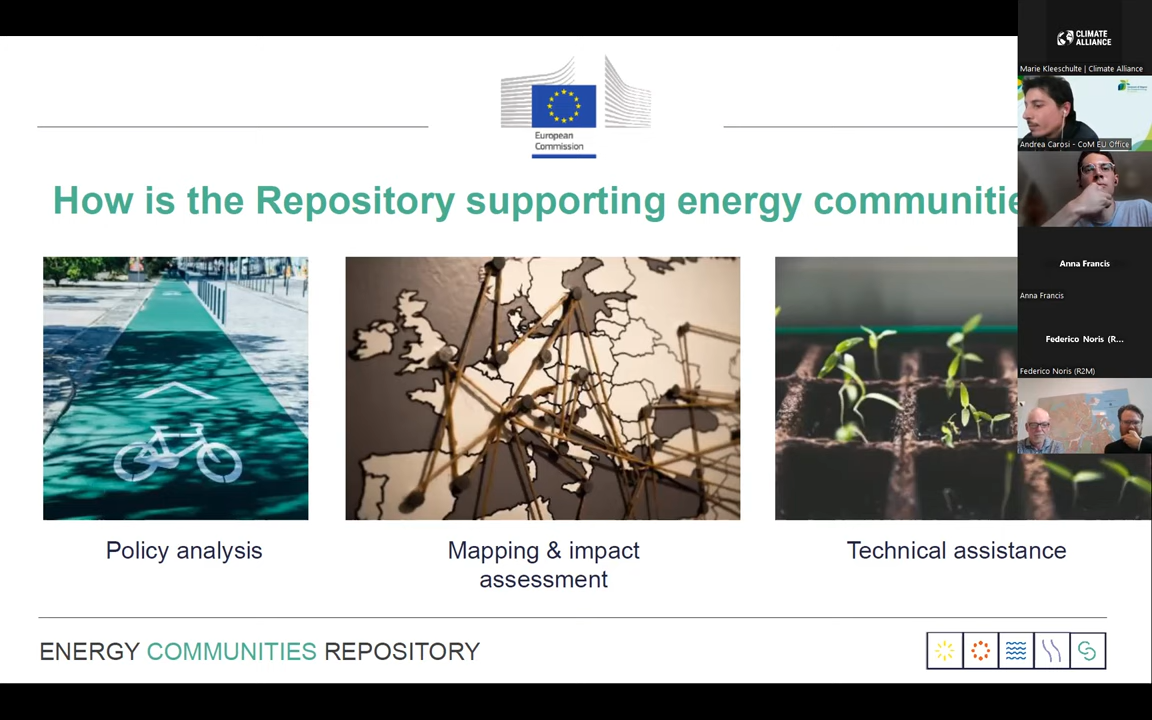 CLIMATE
ALLIANCE
Marie Kleeschulte | Climate Alliance
Andrea Carosi - CoM EU Office
Anna Francis
Anna Francis
Federico Noris (R...
Federico Noris (R2M)
European
Commission
How is the Repository supporting energy communitie
Policy analysis
Mapping & impact
assessment
Technical assistance
ENERGY COMMUNITIES REPOSITORY